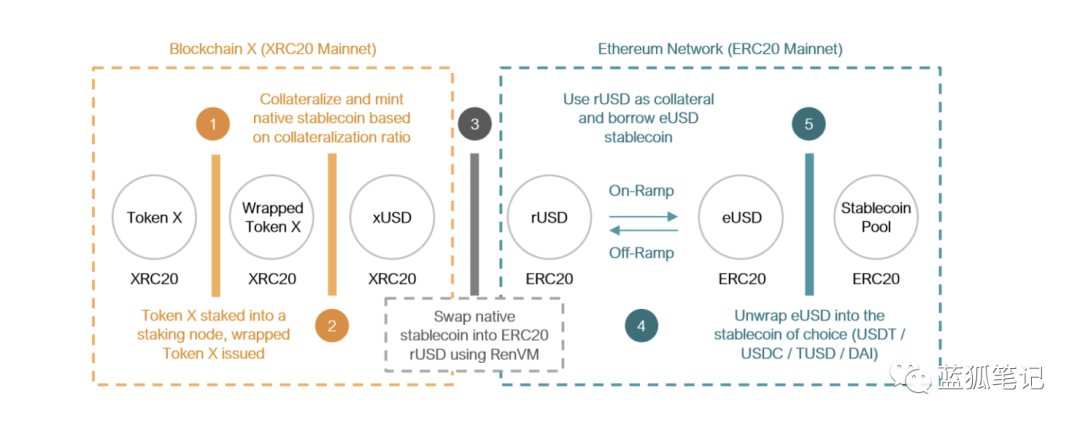 Blockchain X (XRC20 Mainnet)
Ethereum Network (ERC20 Mainnet)
1
Collateralize and mint
native stablecoin based
on collateralization ratio
3
Use rUSD as collateral
and borrow eUSD
stablecoin
5
Token X
XRC20
Wrapped
Token X
XRC20
xUSD
XRC20
rUSD
ERC20
On-Ramp
Off-Ramp
eUSD
ERC20
Stablecoin
Pool
ERC20
Token X staked into a
staking node, wrapped
Token X issued
2
Swap native
stablecoin into ERC20
rUSD using RenVM
4
Unwrap eUSD into the
stablecoin of choice (USDT /
USDC / TUSD / DAI)
蓝狐笔记